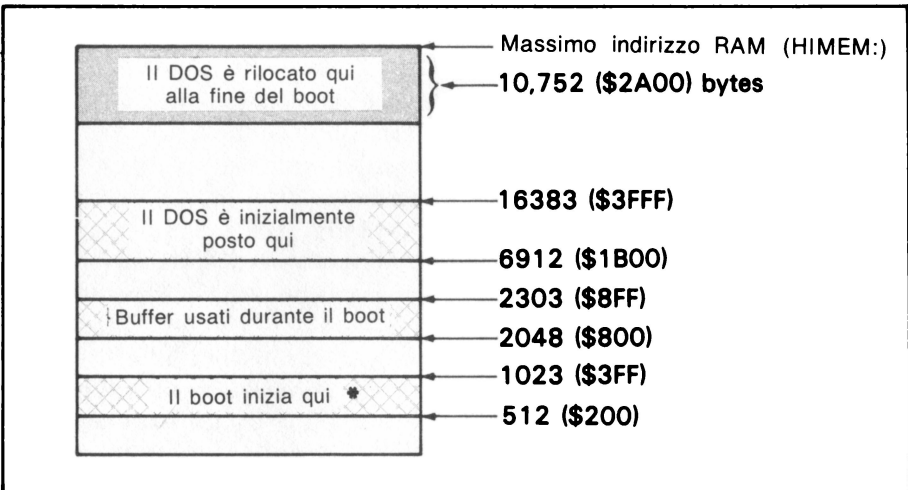 Massimo indirizzo RAM (HIMEM:)
Il DOS è rilocato qui
alla fine del boot
10,752 ($2A00) bytes
16383 ($3FFF)
Il DOS è inizialmente
posto qui
6912 ($1B00)
2303 ($8FF)
Buffer usati durante il boot
2048 ($800)
1023 ($3FF)
Il boot inizia qui *
512 ($200)